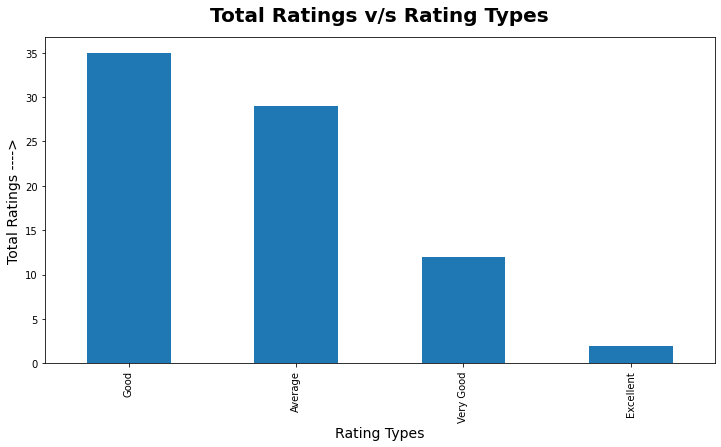 Total Ratings v/s Rating Types
Total Ratings ---->
35
30
25
20
15
10
5
0
Good
Average
Very Good
Excellent
Rating Types